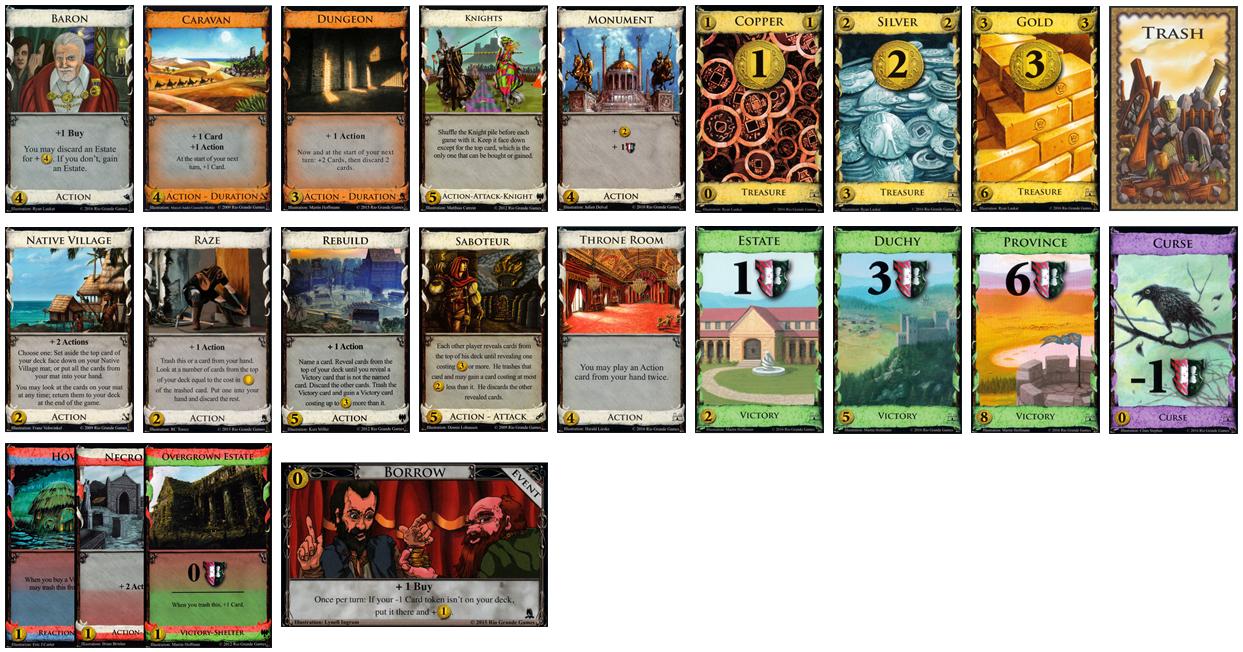 BARON
+1 Buy
You may discard an Estate
for + 4. If you don't, gain
an Estate.
4 ACTION
CARAVAN
+ 1 Card
+1 Action
At the start of your next
turn, +1 Card.
4 ACTION - DURATION
DUNGEON
+ 1 Action
Now and at the start of your next
turn: +2 Cards, then discard 2
cards.
3 ACTION - DURATION
KNIGHTS
Shuffle the Knight pile before each
game with it. Keep it face down
except for the top card, which is the
only one that can be bought or gained.
5 ACTION-ATTACK-KNIGHT
MONUMENT
+ 2
+ 1
4 ACTION
1 COPPER 1
1
0 TREASURE
2 SILVER 2
2
3 TREASURE
3 GOLD 3
3
6 TREASURE
TRASH
NATIVE VILLAGE
+ 2 Actions
Choose one: Set aside the top card of
your deck face down on your Native
Village mat; or put all the cards from
your mat into your hand.
You may look at the cards on your mat
at any time; return them to your deck
at the end of the game.
2 ACTION
RAZE
+ 1 Action
Trash this or a card from your hand.
Look at a number of cards from the top
of your deck equal to the cost in
of the trashed card. Put one into your
hand and discard the rest.
2 ACTION
REBUILD
+ 1 Action
Name a card. Reveal cards from the
top of your deck until you reveal a
Victory card that is not the named
card. Discard the other cards. Trash the
Victory card and gain a Victory card
costing up to 3 more than it.
5 ACTION
SABOTEUR
Each other player reveals cards from
the top of his deck until revealing one
costing 3 or more. He trashes that
card and may gain a card costing at most
2 less than it. He discards the other
revealed cards.
5 ACTION - ATTACK
THRONE ROOM
You may play an Action
card from your hand twice.
4 ACTION
ESTATE
1
2 VICTORY
DUCHY
3
5 VICTORY
PROVINCE
6
8 VICTORY
CURSE
-1
0 CURSE
HOV
When you buy a V
may trash this fr
1 REACTION
NECRO
+ 2 Act
1 ACTION-
OVERGROWN ESTATE
0
When you trash this, +1 Card.
1 VICTORY-SHELTER
0 BORROW
EVENT
+ 1 Buy
Once per turn: If your -1 Card token isn't on your deck,
put it there and + 1.
Illustration: Lynell Ingram © 2015 Rio Grande Games